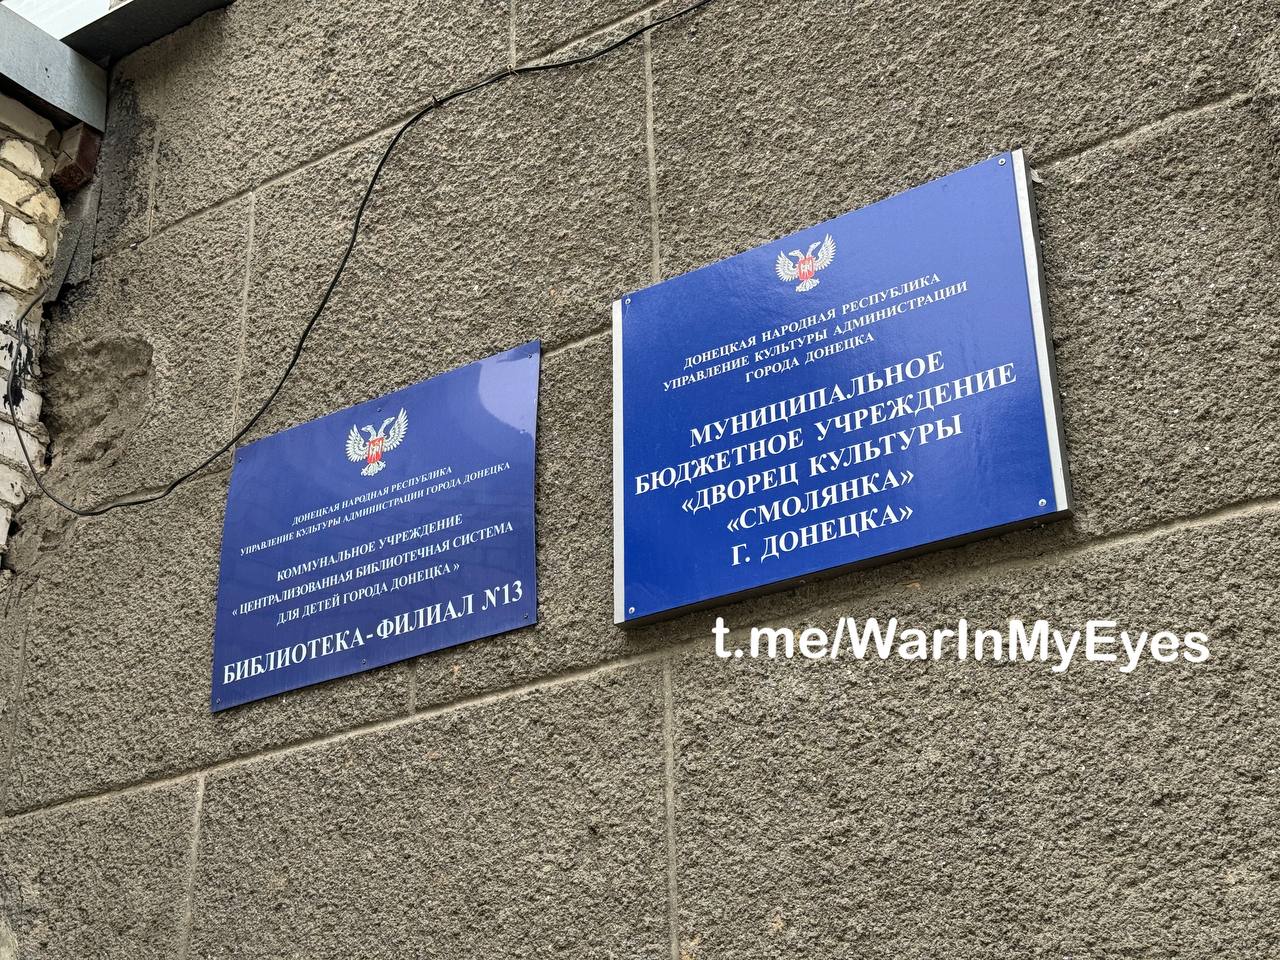 ДОНЕЦКАЯ НАРОДНАЯ РЕСПУБЛИКА
УПРАВЛЕНИЕ КУЛЬТУРЫ АДМИНИСТРАЦИИ ГОРОДА ДОНЕЦКА
КОММУНАЛЬНОЕ УЧРЕЖДЕНИЕ
« ЦЕНТРАЛИЗОВАННАЯ БИБЛИОТЕЧНАЯ СИСТЕМА
ДЛЯ ДЕТЕЙ ГОРОДА ДОНЕЦКА »
БИБЛИОТЕКА-ФИЛИАЛ N13
ДОНЕЦКАЯ НАРОДНАЯ РЕСПУБЛИКА
УПРАВЛЕНИЕ КУЛЬТУРЫ АДМИНИСТРАЦИИ
ГОРОДА ДОНЕЦКА
МУНИЦИПАЛЬНОЕ
БЮДЖЕТНОЕ УЧРЕЖДЕНИЕ
«ДВОРЕЦ КУЛЬТУРЫ
«СМОЛЯНКА»
Г. ДОНЕЦКА»
t.me/WarInMyEyes